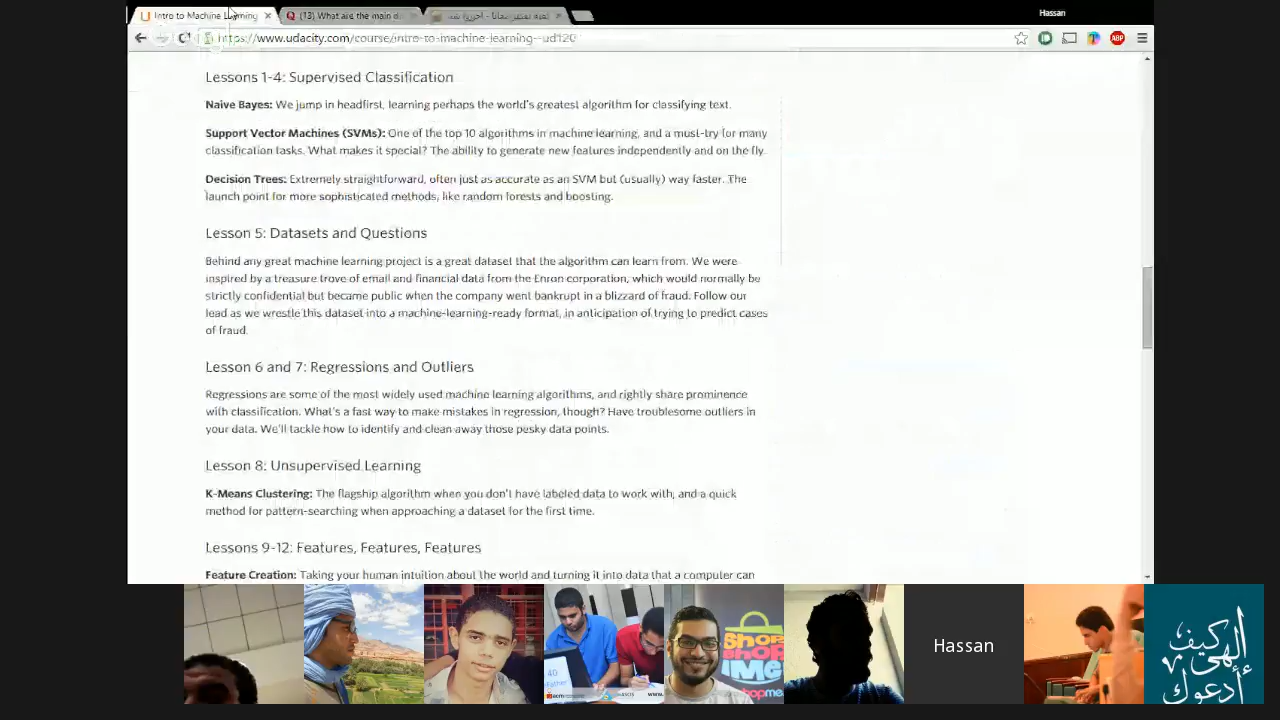 Intro to Machine Learning
(13) What are the main d
Hassan
https://www.udacity.com/course/intro-to-machine-learning--ud120
ABP
Lessons 1-4: Supervised Classification
Naive Bayes: We jump in headfirst, learning perhaps the world's greatest algorithm for classifying text.
Support Vector Machines (SVMs): One of the top 10 algorithms in machine learning, and a must-try for many
classification tasks. What makes it special? The ability to generate new features independently and on the fly.
Decision Trees: Extremely straightforward, often just as accurate as an SVM but (usually) way faster. The
launch point for more sophisticated methods, like random forests and boosting.
Lesson 5: Datasets and Questions
Behind any great machine learning project is a great dataset that the algorithm can learn from. We were
inspired by a treasure trove of email and financial data from the Enron corporation, which would normally be
strictly confidential but became public when the company went bankrupt in a blizzard of fraud. Follow our
lead as we wrestle this dataset into a machine-learning-ready format, in anticipation of trying to predict cases
of fraud.
Lesson 6 and 7: Regressions and Outliers
Regressions are some of the most widely used machine learning algorithms, and rightly share prominence
with classification. What's a fast way to make mistakes in regression, though? Have troublesome outliers in
your data. We'll tackle how to identify and clean away those pesky data points.
Lesson 8: Unsupervised Learning
K-Means Clustering: The flagship algorithm when you don't have labeled data to work with, and a quick
method for pattern-searching when approaching a dataset for the first time.
Lessons 9-12: Features, Features, Features
Feature Creation: Taking your human intuition about the world and turning it into data that a computer can
40
acm
WWW.
SHOP
shop
iMe
hopme
Hassan
إلهي كيف
أدعوك